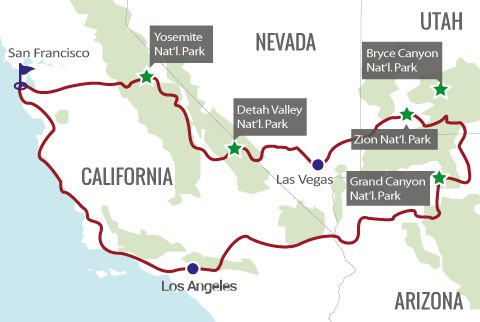 UTAH
NEVADA
Yosemite
Nat'l. Park
San Francisco
Bryce Canyon
Nat'l. Park
Detah Valley
Nat'l. Park
Zion Nat'l. Park
Las Vegas
CALIFORNIA
Grand Canyon
Nat'l. Park
Los Angeles
ARIZONA